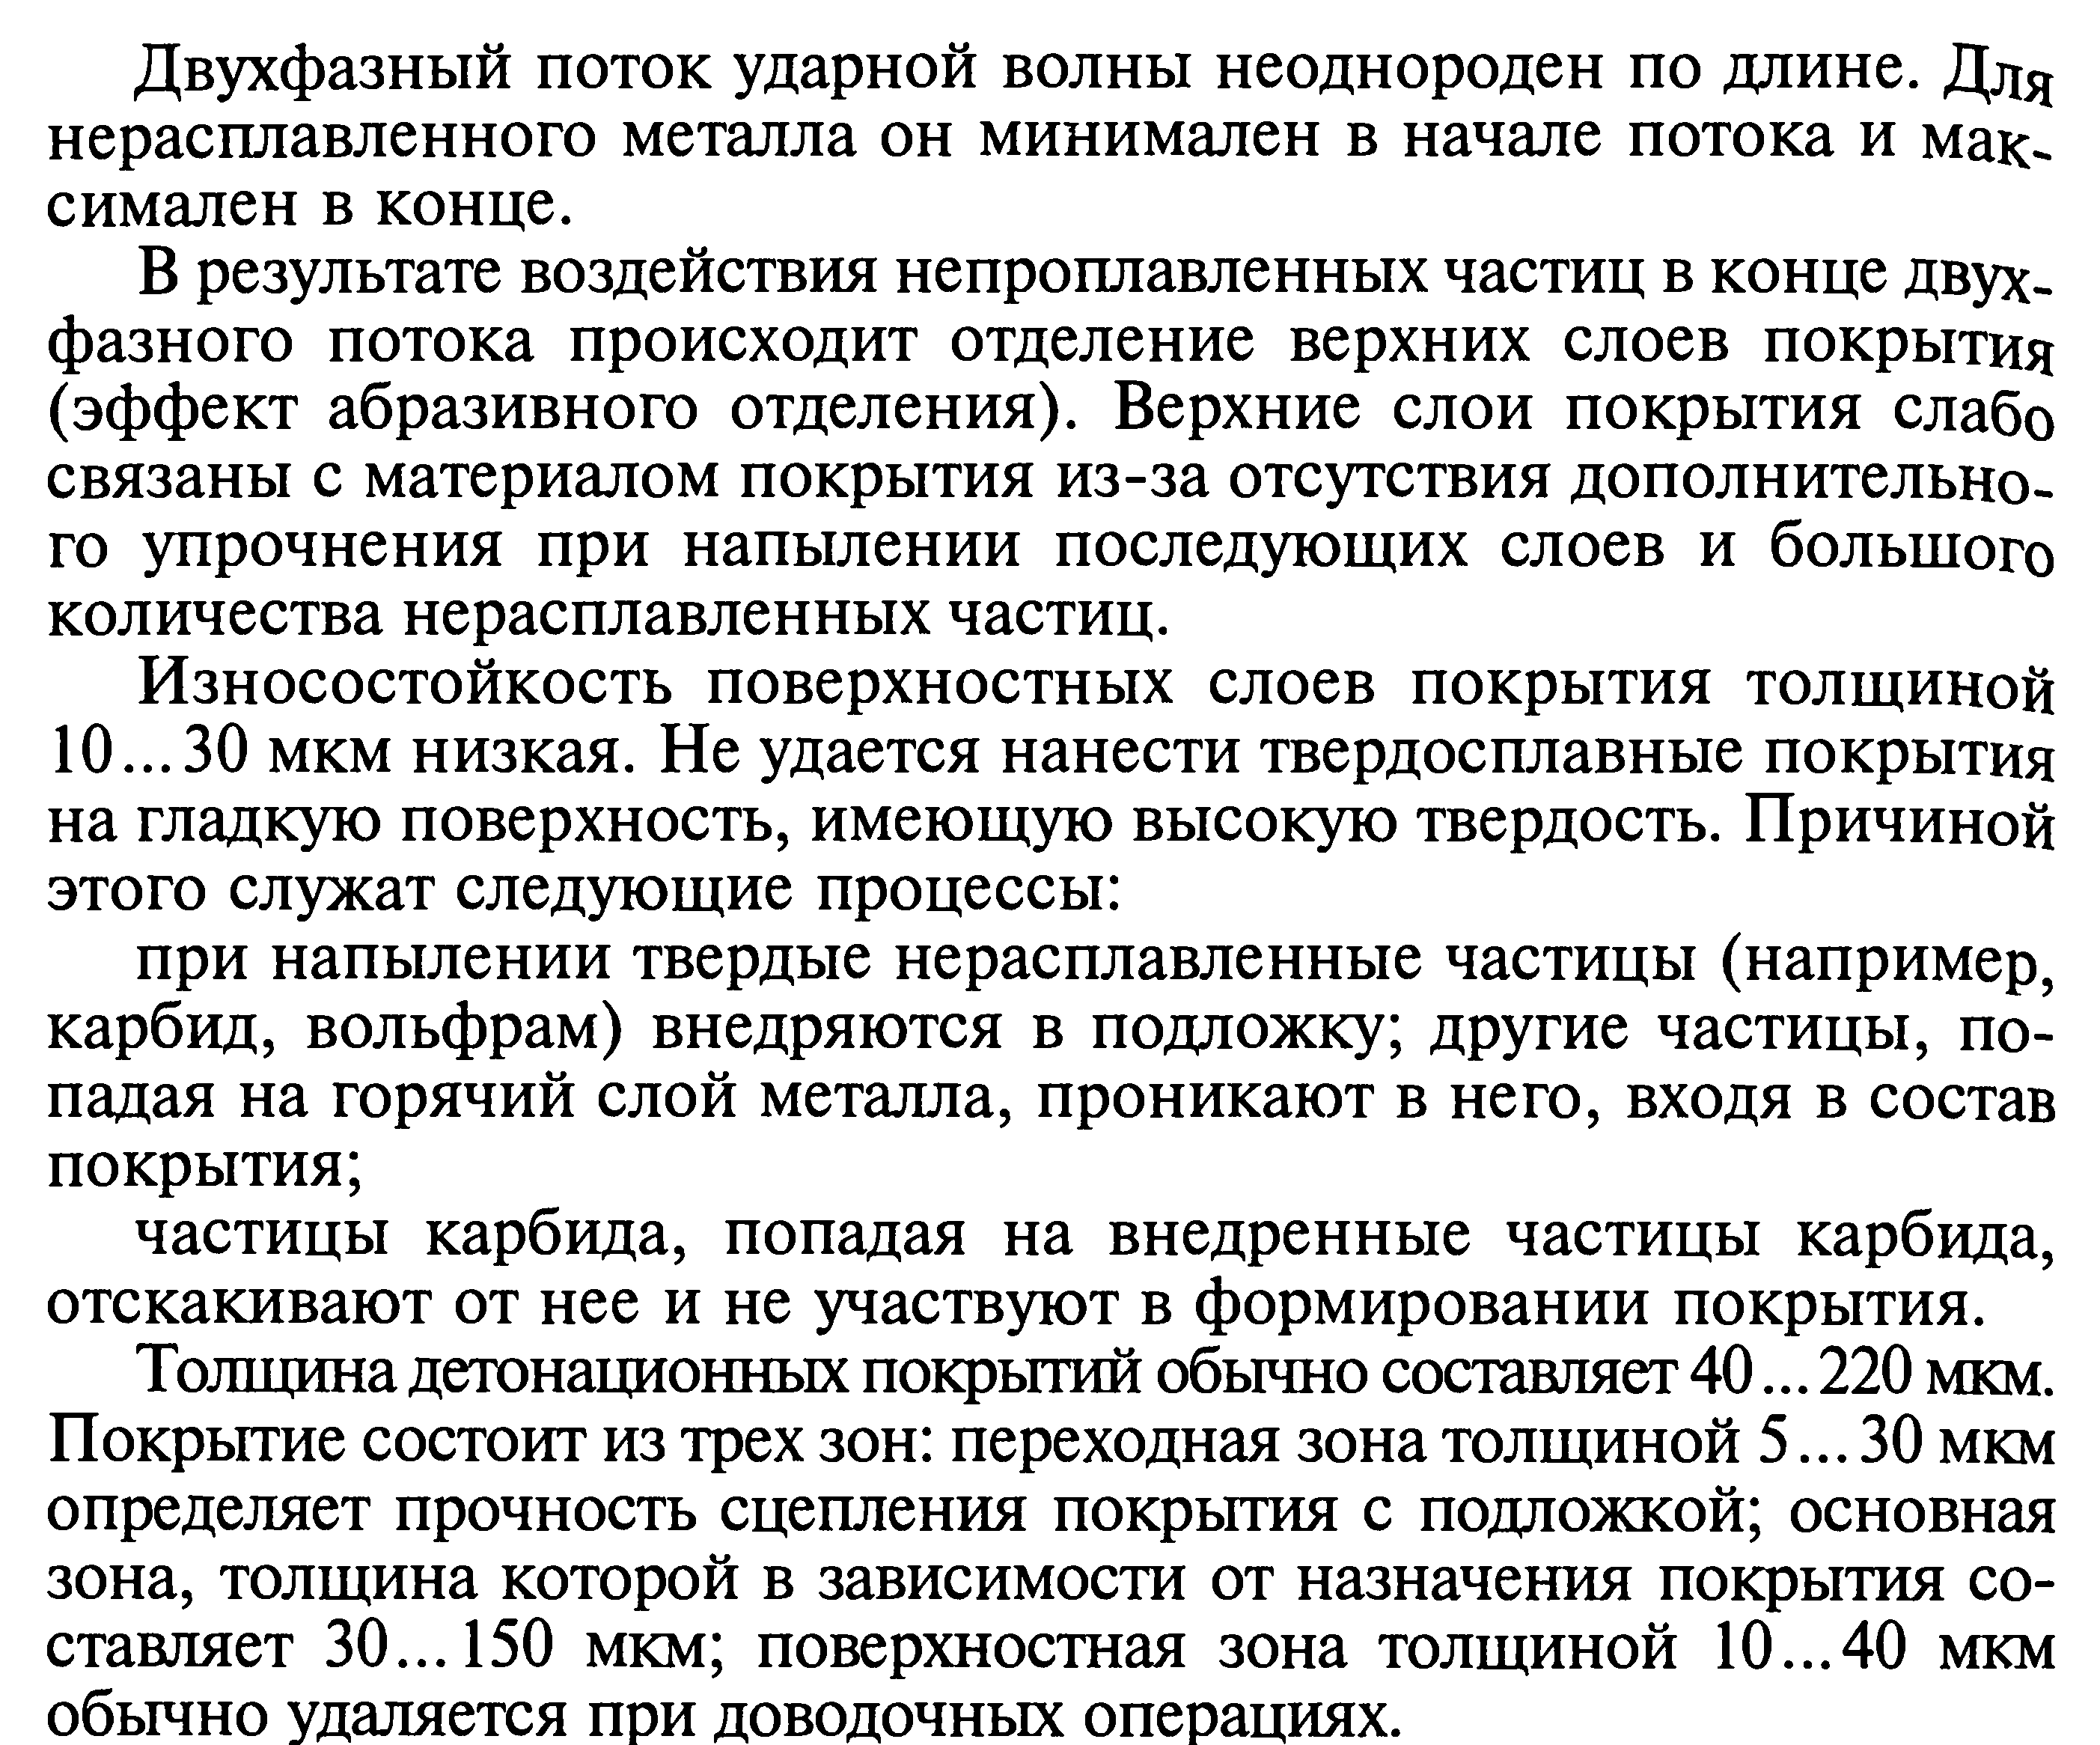 Двухфазный поток ударной волны неоднороден по длине. Для
нерасплавленного металла он минимален в начале потока и мак-
симален в конце.
В результате воздействия непроплавленных частиц в конце двух-
фазного потока происходит отделение верхних слоев покрытия
(эффект абразивного отделения). Верхние слои покрытия слабо
связаны с материалом покрытия из-за отсутствия дополнительно-
го упрочнения при напылении последующих слоев и большого
количества нерасплавленных частиц.
Износостойкость поверхностных слоев покрытия толщиной
10...30 мкм низкая. Не удается нанести твердосплавные покрытия
на гладкую поверхность, имеющую высокую твердость. Причиной
этого служат следующие процессы:
при напылении твердые нерасплавленные частицы (например,
карбид, вольфрам) внедряются в подложку; другие частицы, по-
падая на горячий слой металла, проникают в него, входя в состав
покрытия;
частицы карбида, попадая на внедренные частицы карбида,
отскакивают от нее и не участвуют в формировании покрытия.
Толщина детонационных покрытий обычно составляет 40...220 мкм.
Покрытие состоит из трех зон: переходная зона толщиной 5...30 мкм
определяет прочность сцепления покрытия с подложкой; основная
зона, толщина которой в зависимости от назначения покрытия со-
ставляет 30...150 мкм; поверхностная зона толщиной 10...40 мкм
обычно удаляется при доводочных операциях.